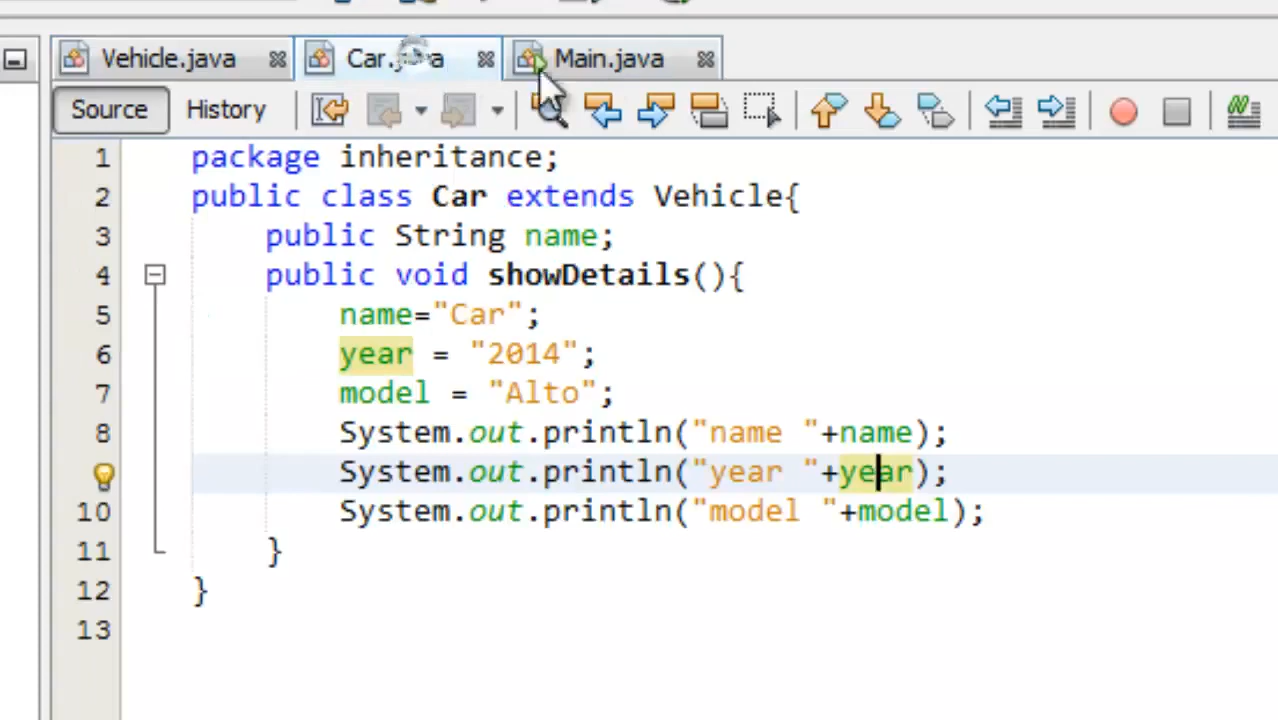 Vehicle.java Car.java Main.java
Source History
1 package inheritance;
2 public class Car extends Vehicle{
3 public String name;
4 public void showDetails(){
5 name="Car";
6 year = "2014";
7 model = "Alto";
8 System.out.println("name "+name);
System.out.println("year "+year);
10 System.out.println("model "+model);
11 }
12 }
13